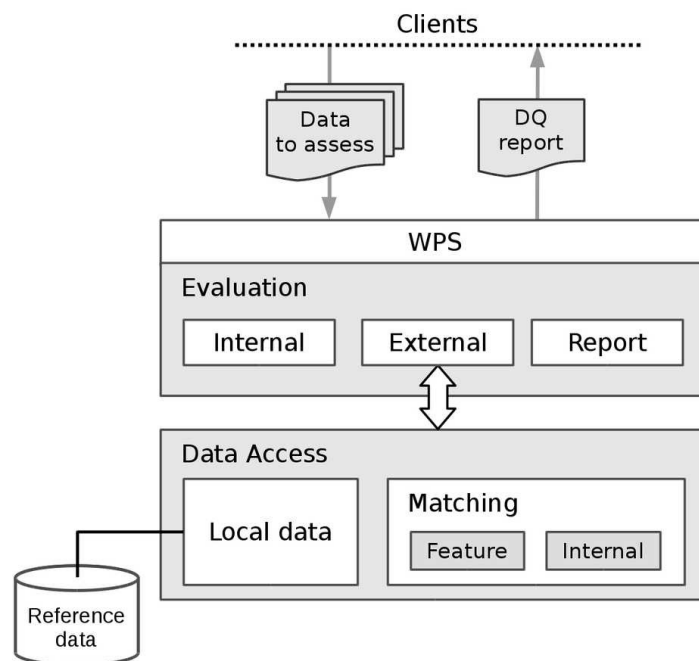 Clients
Data
to assess
DQ
report
WPS
Evaluation
Internal
External
Report
Data Access
Local data
Matching
Feature
Internal
Reference
data